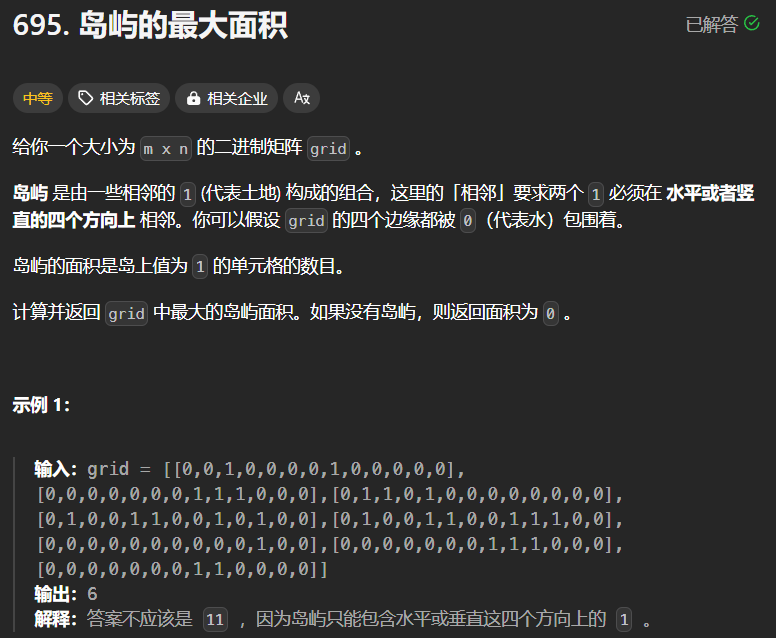 695. 岛屿的最大面积
已解答
中等 相关标签 相关企业 Aあ
给你一个大小为 m x n 的二进制矩阵 grid 。
岛屿 是由一些相邻的 1 (代表土地) 构成的组合，这里的「相邻」要求两个 1 必须在 水平或者竖
直的四个方向上 相邻。你可以假设 grid 的四个边缘都被 0（代表水）包围着。
岛屿的面积是岛上值为 1 的单元格的数目。
计算并返回 grid 中最大的岛屿面积。如果没有岛屿，则返回面积为 0 。
示例 1：
输入：grid = [[0,0,1,0,0,0,0,1,0,0,0,0,0],
[0,0,0,0,0,0,0,1,1,1,0,0,0],[0,1,1,0,1,0,0,0,0,0,0,0,0],
[0,1,0,0,1,1,0,0,1,0,1,0,0],[0,1,0,0,1,1,0,0,1,1,1,0,0],
[0,0,0,0,0,0,0,0,0,0,1,0,0],[0,0,0,0,0,0,0,1,1,1,0,0,0],
[0,0,0,0,0,0,0,1,1,0,0,0,0]]
输出：6
解释：答案不应该是 11 ，因为岛屿只能包含水平或垂直这四个方向上的 1 。